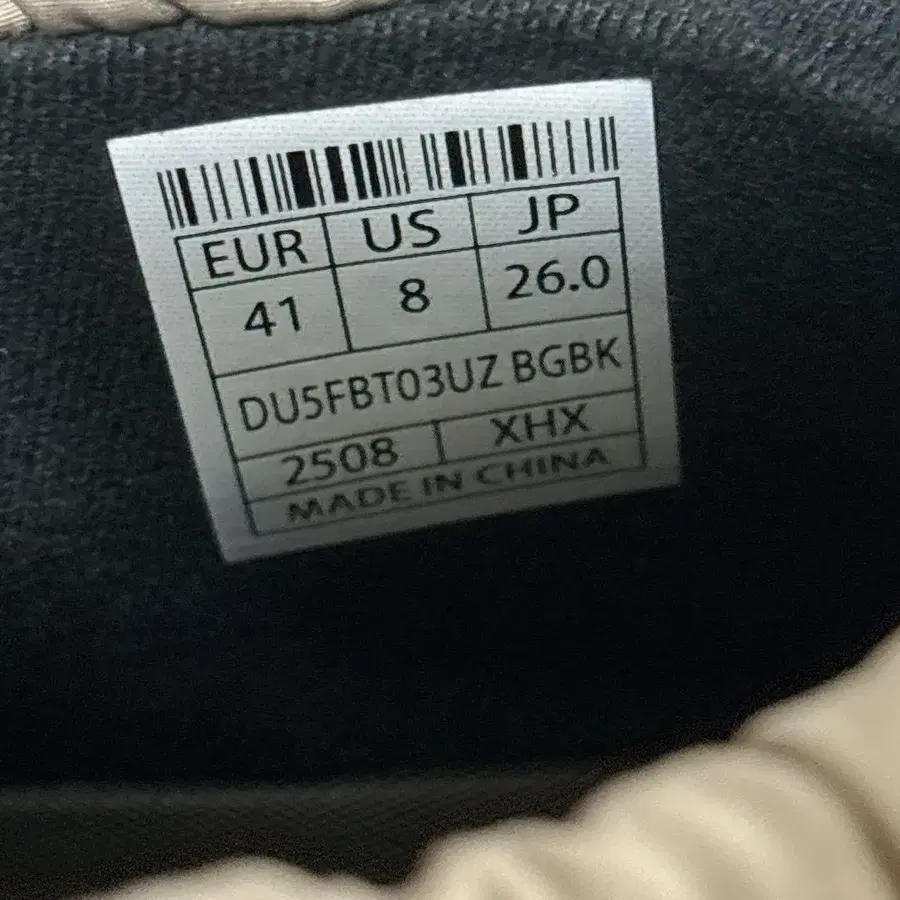 EUR US JP
41 8 26.0
DU5FBT03UZ BGBK
2508 XHX
MADE IN CHINA